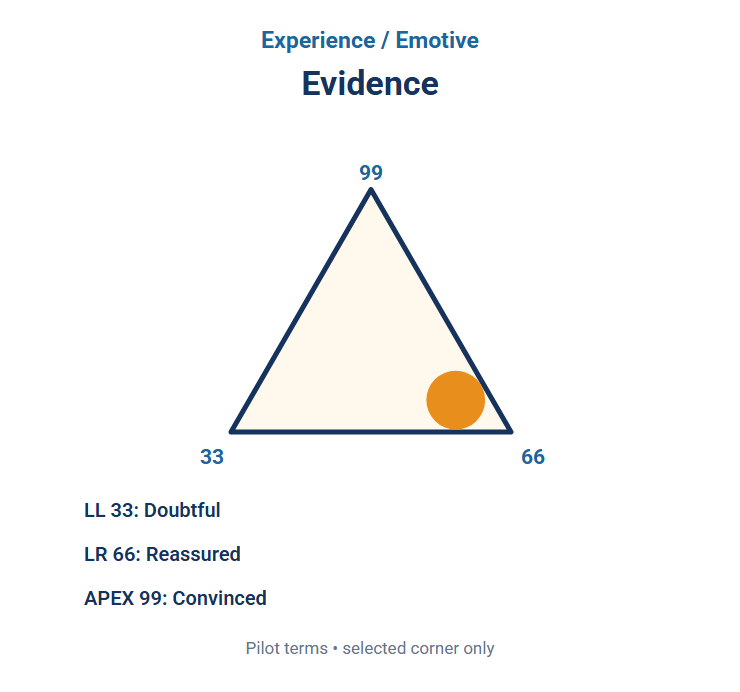 Experience / Emotive
Evidence
99
33
66
LL 33: Doubtful
LR 66: Reassured
APEX 99: Convinced
Pilot terms • selected corner only